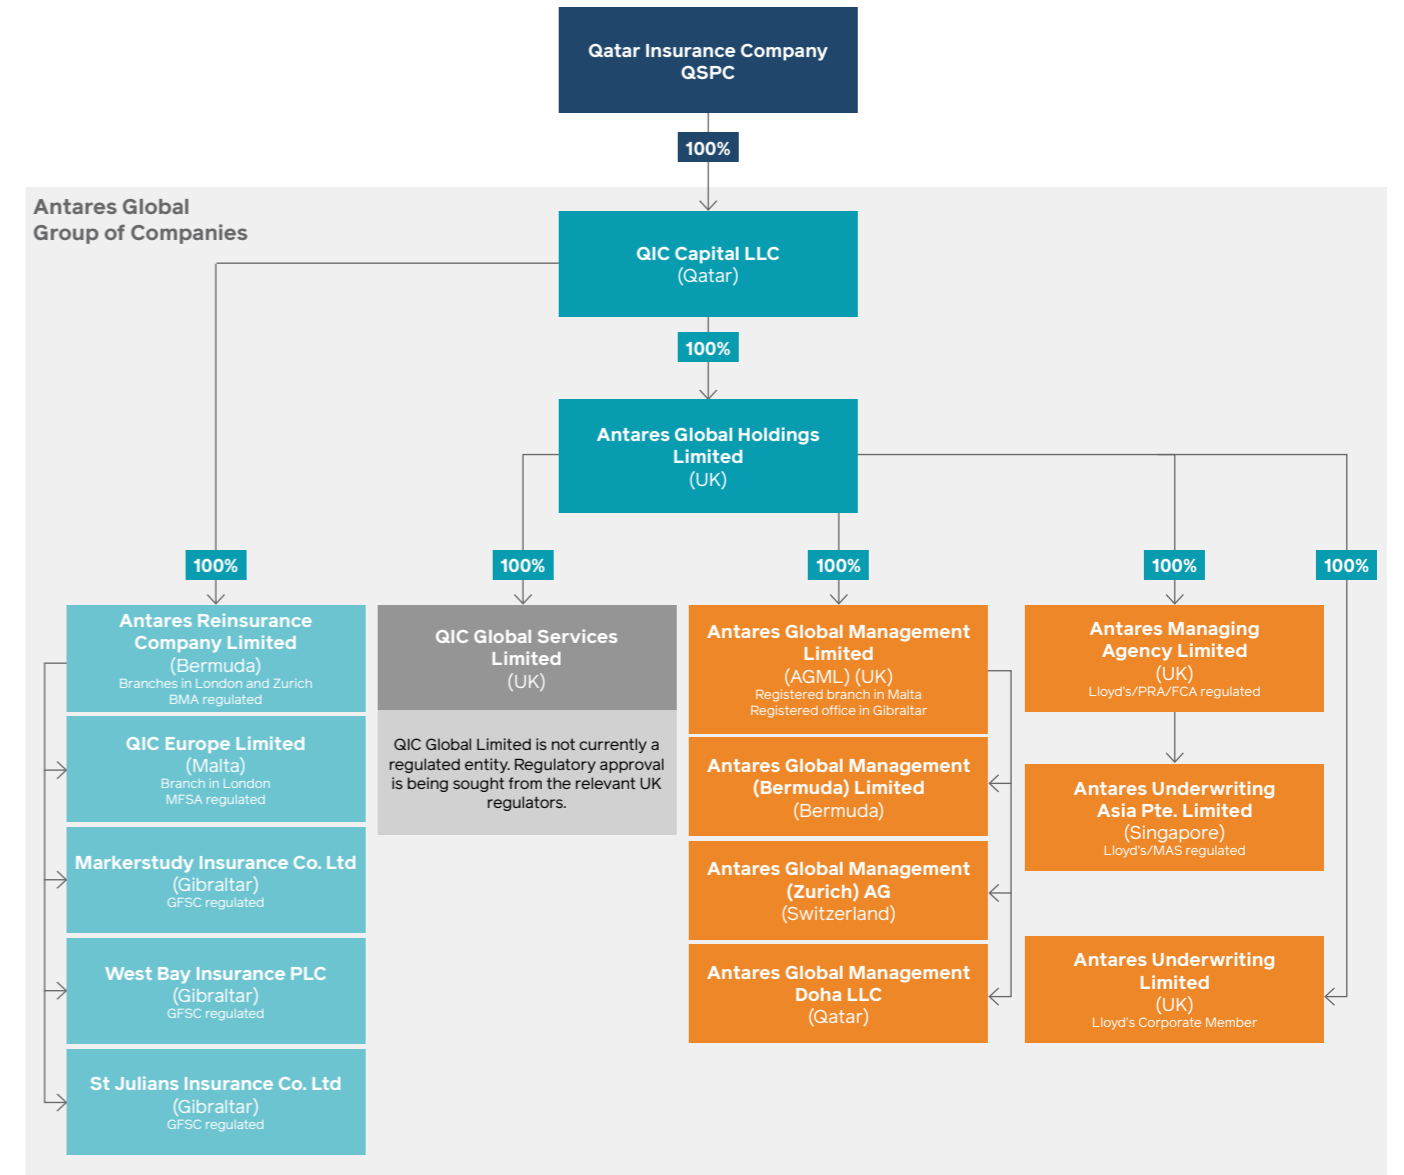 Qatar Insurance Company
QSPC
100%
Antares Global
Group of Companies
QIC Capital LLC
(Qatar)
100%
Antares Global Holdings
Limited
(UK)
100%
100%
100%
100%
100%
Antares Reinsurance
Company Limited
(Bermuda)
Branches in London and Zurich
BMA regulated
QIC Europe Limited
(Malta)
Branch in London
MFSA regulated
Markerstudy Insurance Co. Ltd
(Gibraltar)
GFSC regulated
West Bay Insurance PLC
(Gibraltar)
GFSC regulated
St Julians Insurance Co. Ltd
(Gibraltar)
GFSC regulated
QIC Global Services
Limited
(UK)
QIC Global Limited is not currently a
regulated entity. Regulatory approval
is being sought from the relevant UK
regulators.
Antares Global Management
Limited
(AGML) (UK)
Registered branch in Malta
Registered office in Gibraltar
Antares Global Management
(Bermuda) Limited
(Bermuda)
Antares Global Management
(Zurich) AG
(Switzerland)
Antares Global Management
Doha LLC
(Qatar)
Antares Managing
Agency Limited
(UK)
Lloyd's/PRA/FCA regulated
Antares Underwriting
Asia Pte. Limited
(Singapore)
Lloyd's/MAS regulated
Antares Underwriting
Limited
(UK)
Lloyd's Corporate Member